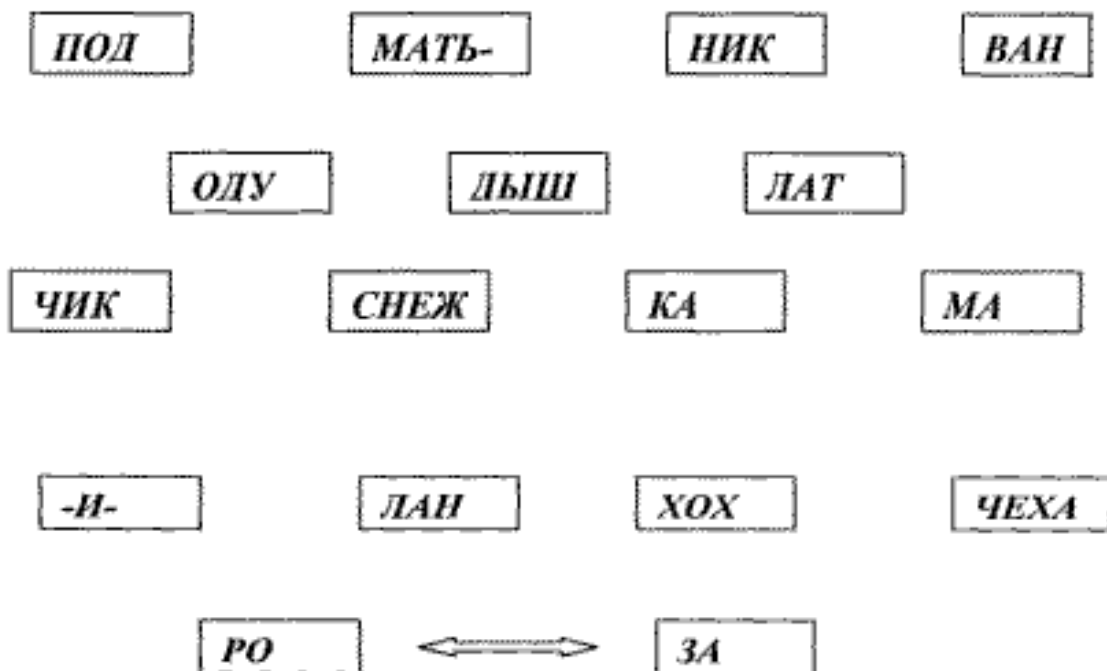 ПОД МАТЬ- НИК ВАН
ОДУ ДЫШ ЛАТ
ЧИК СНЕЖ КА МА
-И- ЛАН ХОХ ЧЕХА
РО ЗА